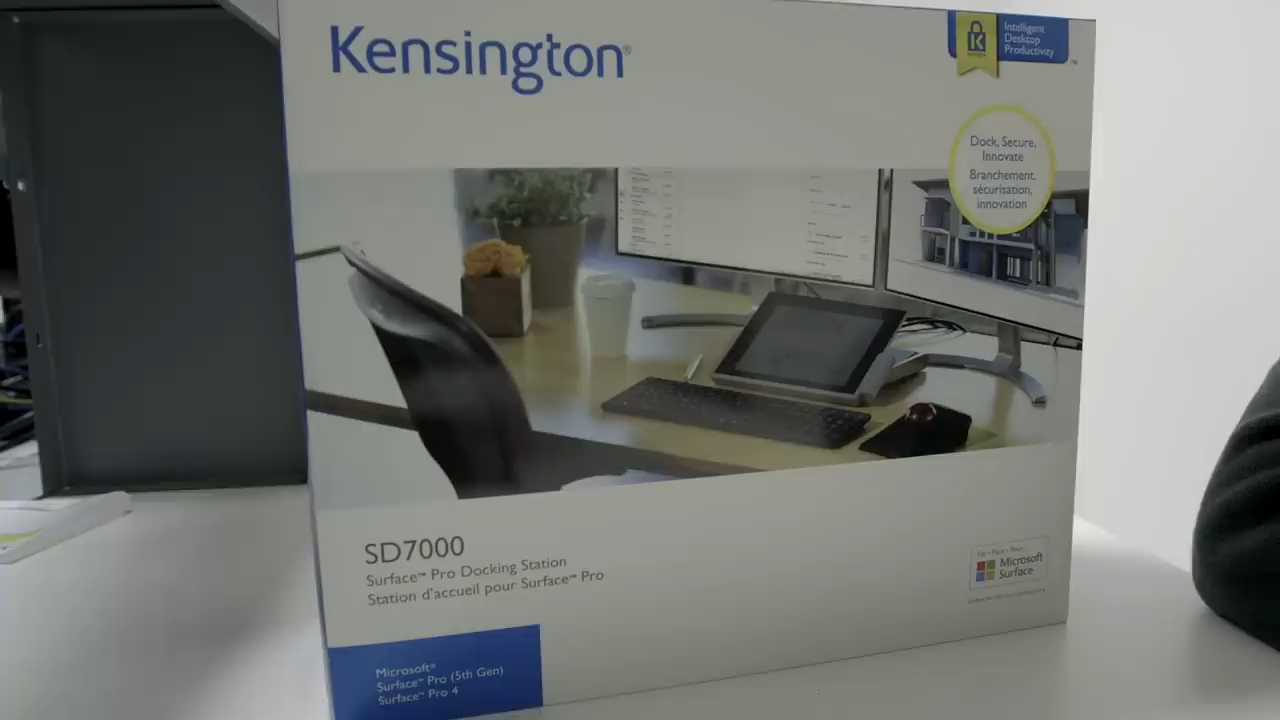 Kensington®
Intelligent
Desktop
Productivity
™
Dock, Secure,
Innovate
Branchement,
sécurisation,
innovation
SD7000
Surface™ Pro Docking Station
Station d'accueil pour Surface™ Pro
Microsoft
Surface
Microsoft®
Surface™ Pro (5th Gen)
Surface™ Pro 4